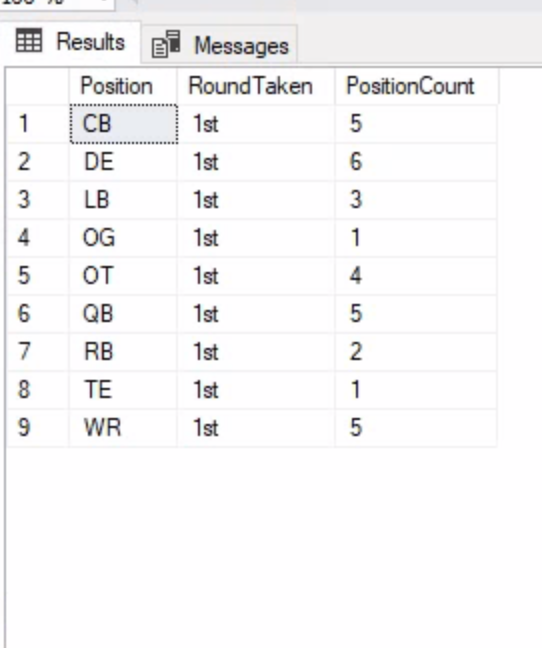 Results Messages
Position RoundTaken PositionCount
1 CB 1st 5
2 DE 1st 6
3 LB 1st 3
4 OG 1st 1
5 OT 1st 4
6 QB 1st 5
7 RB 1st 2
8 TE 1st 1
9 WR 1st 5